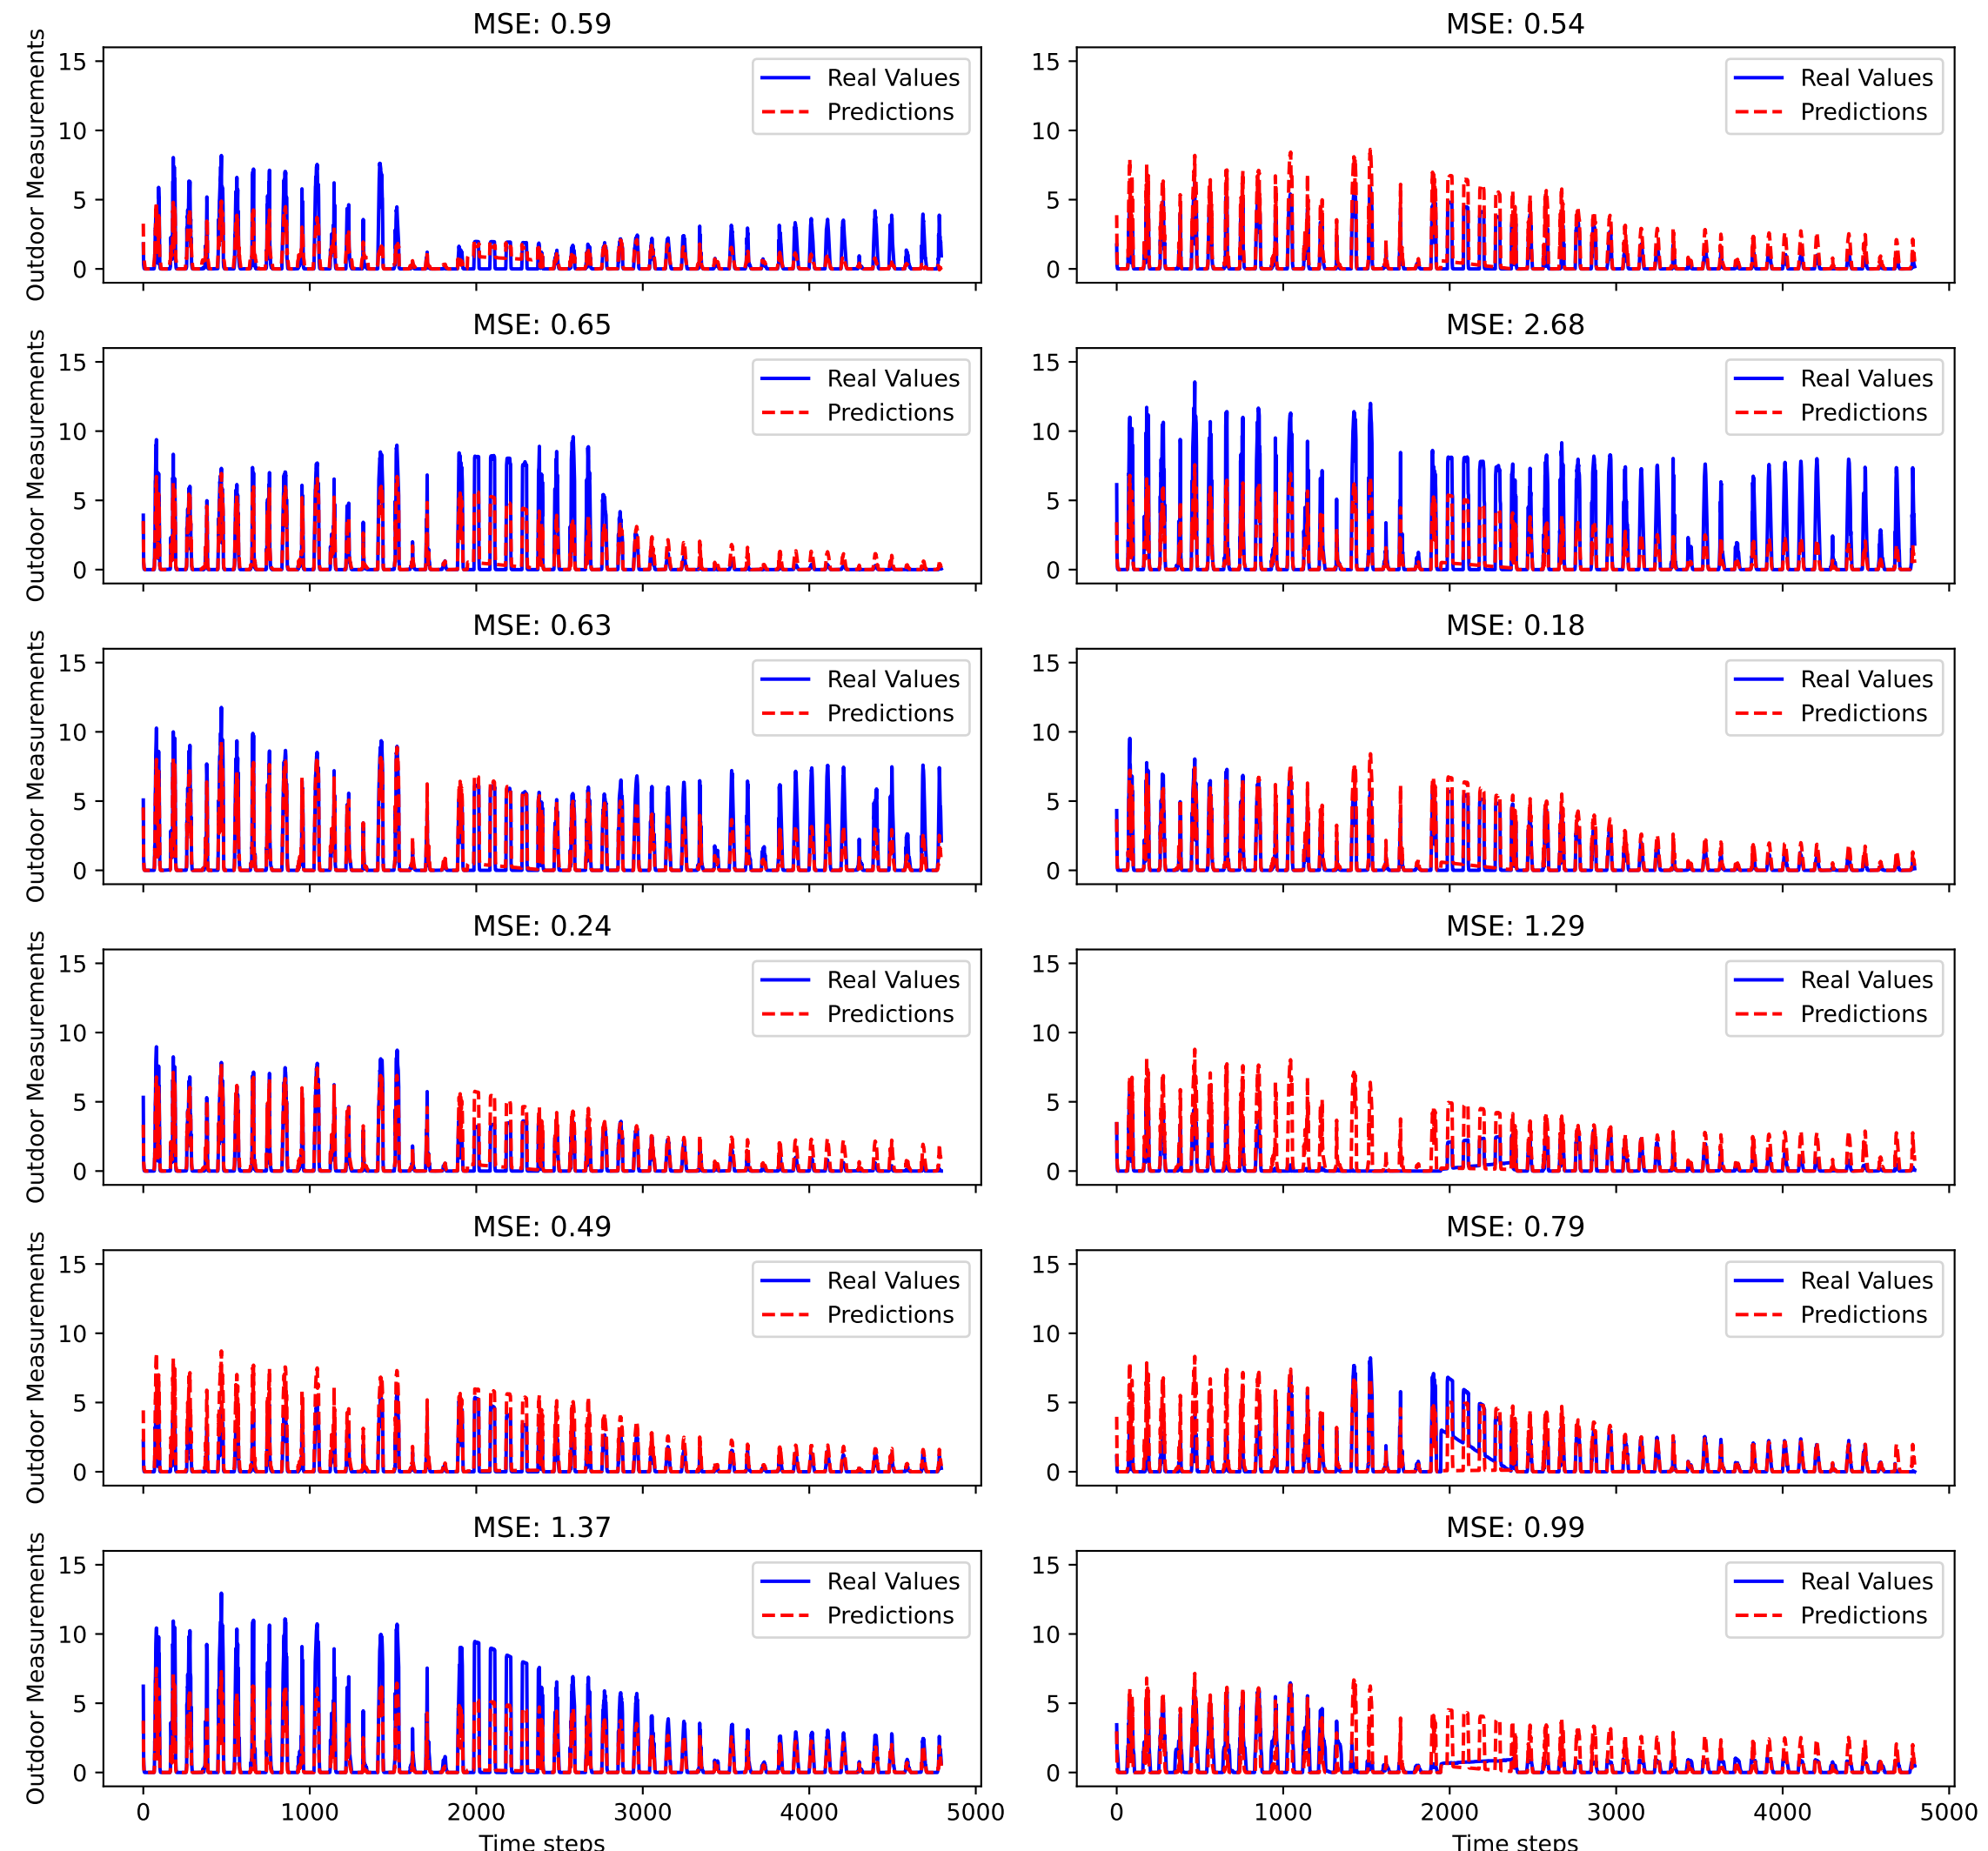 MSE: 0.59
Outdoor Measurements
15
10
5
0
Real Values
Predictions
MSE: 0.54
15
10
5
0
Real Values
Predictions
MSE: 0.65
Outdoor Measurements
15
10
5
0
Real Values
Predictions
MSE: 2.68
15
10
5
0
Real Values
Predictions
MSE: 0.63
Outdoor Measurements
15
10
5
0
Real Values
Predictions
MSE: 0.18
15
10
5
0
Real Values
Predictions
MSE: 0.24
Outdoor Measurements
15
10
5
0
Real Values
Predictions
MSE: 1.29
15
10
5
0
Real Values
Predictions
MSE: 0.49
Outdoor Measurements
15
10
5
0
Real Values
Predictions
MSE: 0.79
15
10
5
0
Real Values
Predictions
MSE: 1.37
Outdoor Measurements
15
10
5
0
Real Values
Predictions
0 1000 2000 3000 4000 5000
Time steps
MSE: 0.99
15
10
5
0
Real Values
Predictions
0 1000 2000 3000 4000 5000
Time steps